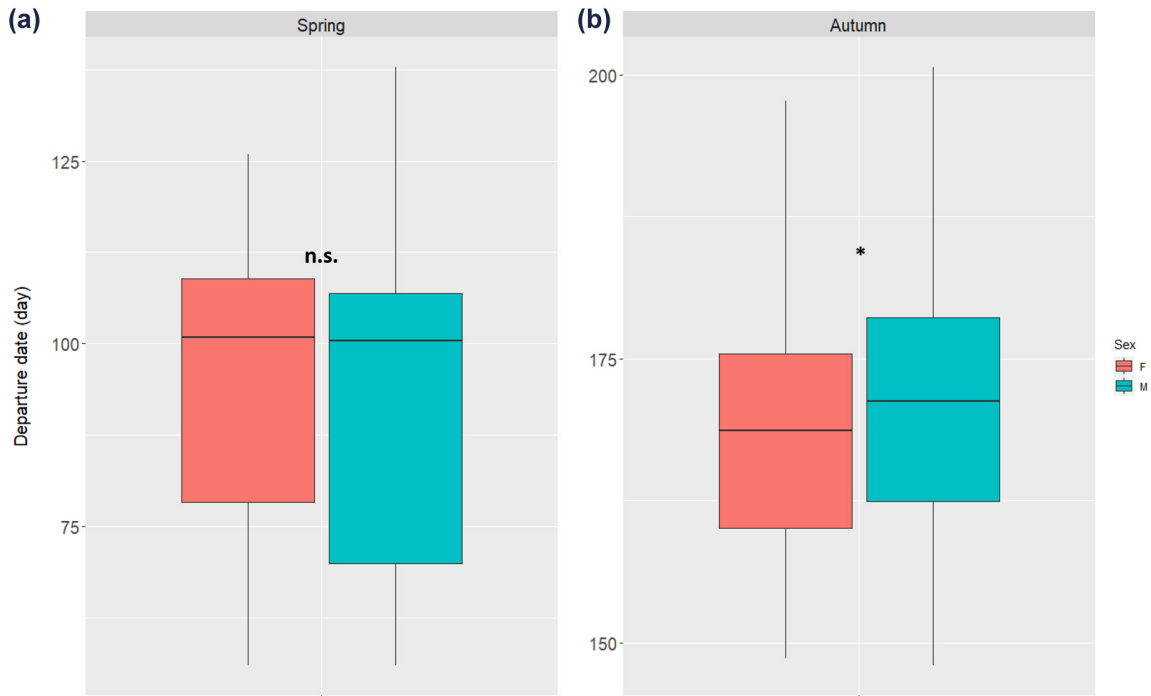 (a)
Spring
Departure date (day)
125
100
75
n.s.
(b)
Autumn
200
175
150
*
Sex
F
M